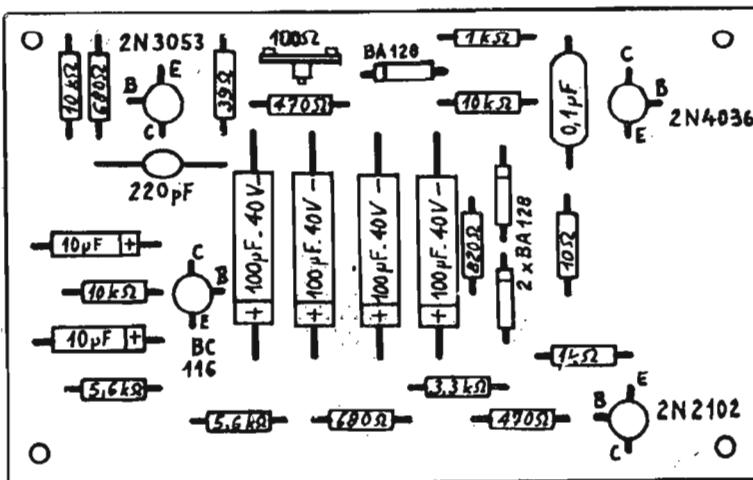 2N3053
100Ω
BA128
1kΩ
10kΩ
680Ω
B
E
C
39Ω
470Ω
10kΩ
0,1µF
C
B
E
2N4036
220pF
100µF.40V -
+
100µF.40V -
+
100µF.40V -
+
100µF.40V -
+
820Ω
2 x BA128
10Ω
10µF +
10kΩ
C
B
E
BC
116
10µF +
5,6kΩ
1kΩ
3,3kΩ
5,6kΩ
680Ω
470Ω
B
E
C
2N2102